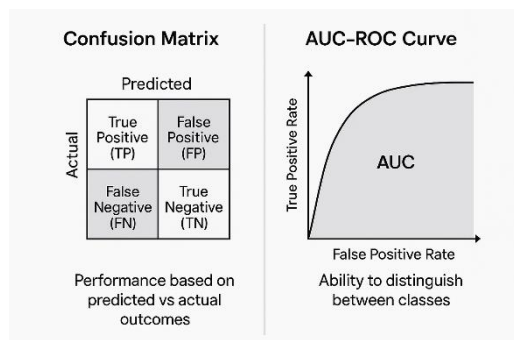 Confusion Matrix
Predicted
Actual
True
Positive
(TP)
False
Positive
(FP)
False
Negative
(FN)
True
Negative
(TN)
Performance based on
predicted vs actual
outcomes
AUC–ROC Curve
True Positive Rate
AUC
False Positive Rate
Ability to distinguish
between classes